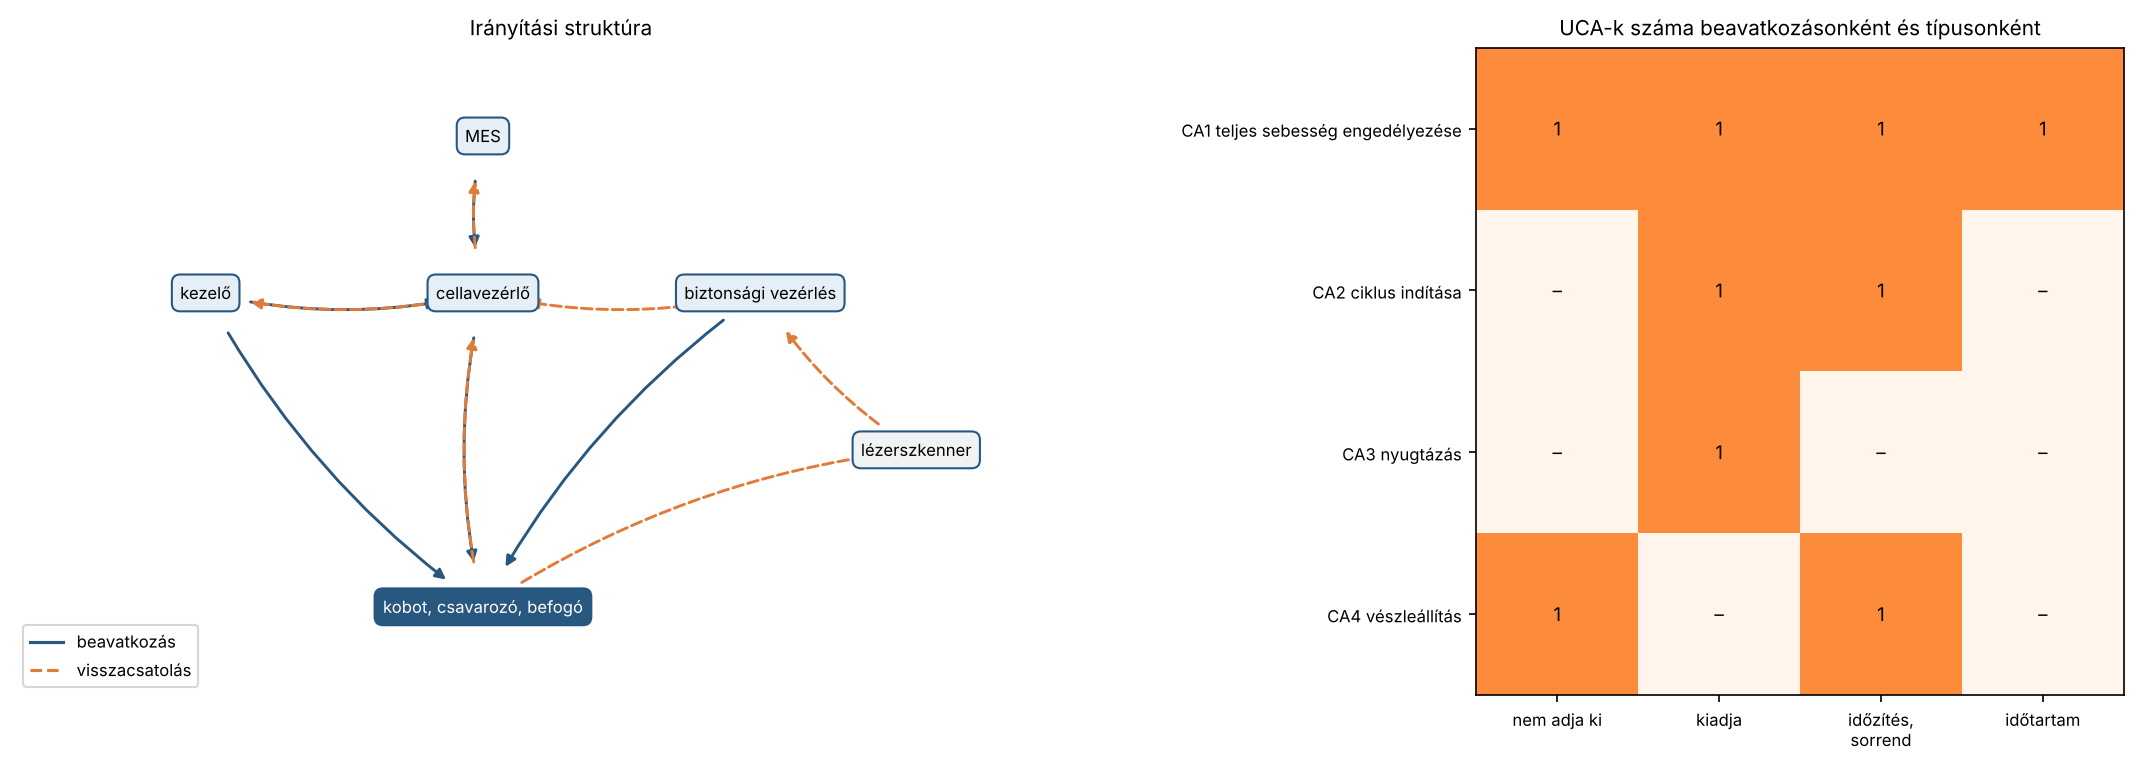 Irányítási struktúra
MES
kezelő
cellavezérlő
biztonsági vezérlés
lézerszkenner
kobot, csavarozó, befogó
beavatkozás
visszacsatolás
UCA-k száma beavatkozásonként és típusonként
CA1 teljes sebesség engedélyezése
1 1 1 1
CA2 ciklus indítása
– 1 1 –
CA3 nyugtázás
– 1 – –
CA4 vészleállítás
1 – 1 –
nem adja ki
kiadja
időzítés,
sorrend
időtartam